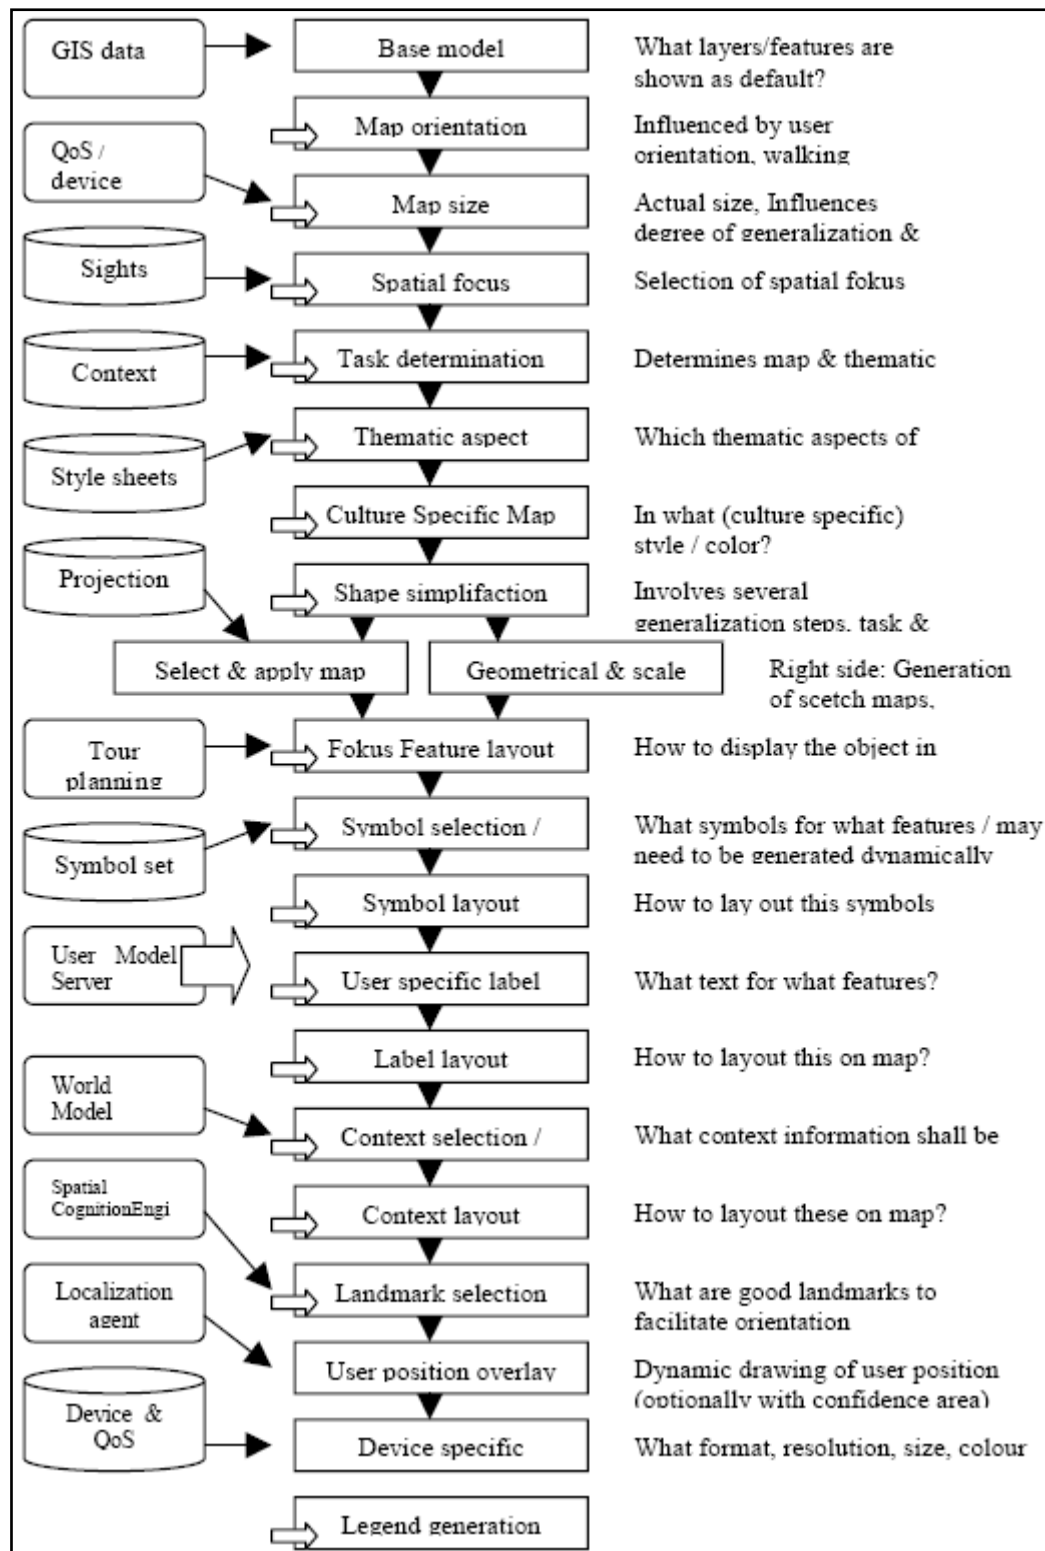 GIS data
Base model
What layers/features are
shown as default?
Map orientation
Influenced by user
orientation, walking
QoS /
device
Map size
Actual size, Influences
degree of generalization &
Sights
Spatial focus
Selection of spatial fokus
Context
Task determination
Determines map & thematic
Style sheets
Thematic aspect
Which thematic aspects of
Culture Specific Map
In what (culture specific)
style / color?
Projection
Shape simplifaction
Involves several
generalization steps, task &
Select & apply map
Geometrical & scale
Right side: Generation
of scetch maps,
Tour
planning
Fokus Feature layout
How to display the object in
Symbol set
Symbol selection /
What symbols for what features / may
need to be generated dynamically
Symbol layout
How to lay out this symbols
User Model
Server
User specific label
What text for what features?
Label layout
How to layout this on map?
World
Model
Context selection /
What context information shall be
Spatial
CognitionEngi
Context layout
How to layout these on map?
Landmark selection
What are good landmarks to
facilitate orientation
Localization
agent
User position overlay
Dynamic drawing of user position
(optionally with confidence area)
Device &
QoS
Device specific
What format, resolution, size, colour
Legend generation